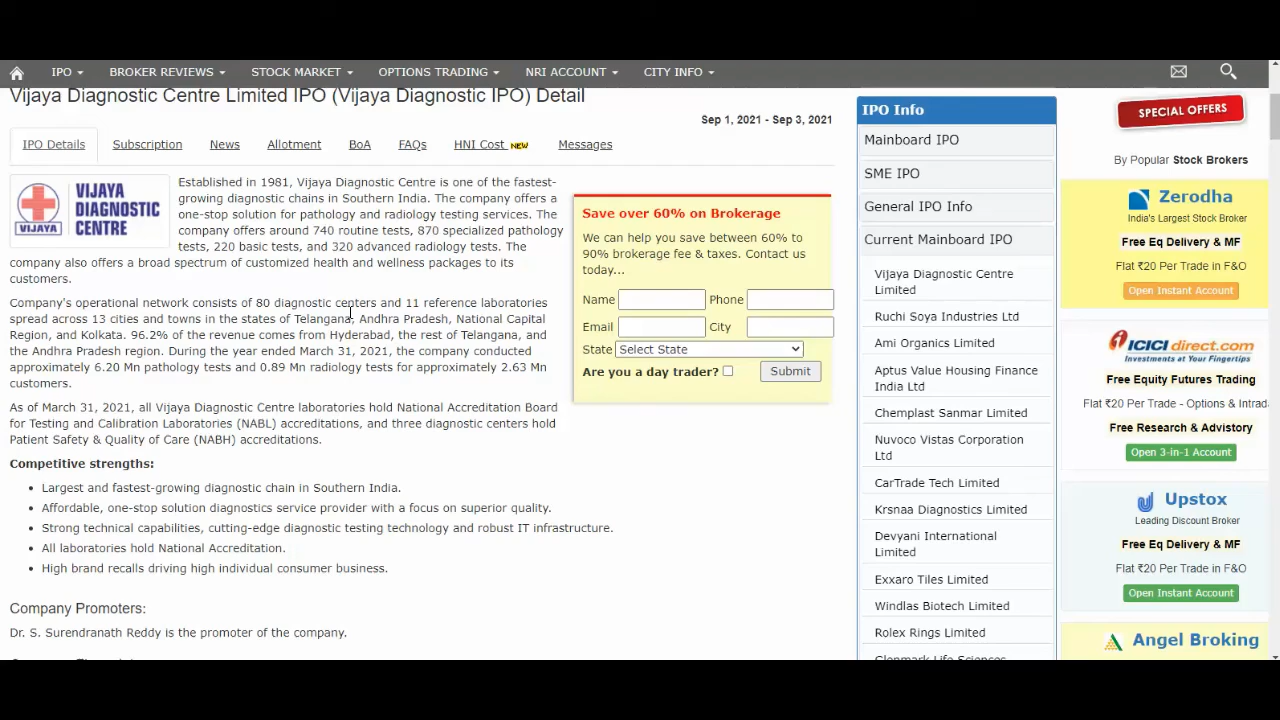 IPO BROKER REVIEWS STOCK MARKET OPTIONS TRADING NRI ACCOUNT CITY INFO
Vijaya Diagnostic Centre Limited IPO (Vijaya Diagnostic IPO) Detail
Sep 1, 2021 - Sep 3, 2021
IPO Details Subscription News Allotment BoA FAQs HNI Cost NEW Messages
VIJAYA
DIAGNOSTIC
CENTRE
VIJAYA
Established in 1981, Vijaya Diagnostic Centre is one of the fastest-
growing diagnostic chains in Southern India. The company offers a
one-stop solution for pathology and radiology testing services. The
company offers around 740 routine tests, 870 specialized pathology
tests, 220 basic tests, and 320 advanced radiology tests. The
company also offers a broad spectrum of customized health and wellness packages to its
customers.
Company's operational network consists of 80 diagnostic centers and 11 reference laboratories
spread across 13 cities and towns in the states of Telangana, Andhra Pradesh, National Capital
Region, and Kolkata. 96.2% of the revenue comes from Hyderabad, the rest of Telangana, and
the Andhra Pradesh region. During the year ended March 31, 2021, the company conducted
approximately 6.20 Mn pathology tests and 0.89 Mn radiology tests for approximately 2.63 Mn
customers.
As of March 31, 2021, all Vijaya Diagnostic Centre laboratories hold National Accreditation Board
for Testing and Calibration Laboratories (NABL) accreditations, and three diagnostic centers hold
Patient Safety & Quality of Care (NABH) accreditations.
Competitive strengths:
Largest and fastest-growing diagnostic chain in Southern India.
Affordable, one-stop solution diagnostics service provider with a focus on superior quality.
Strong technical capabilities, cutting-edge diagnostic testing technology and robust IT infrastructure.
All laboratories hold National Accreditation.
High brand recalls driving high individual consumer business.
Company Promoters:
Dr. S. Surendranath Reddy is the promoter of the company.
Save over 60% on Brokerage
We can help you save between 60% to
90% brokerage fee & taxes. Contact us
today...
Name Phone
Email City
State Select State
Are you a day trader? Submit
IPO Info
Mainboard IPO
SME IPO
General IPO Info
Current Mainboard IPO
Vijaya Diagnostic Centre
Limited
Ruchi Soya Industries Ltd
Ami Organics Limited
Aptus Value Housing Finance
India Ltd
Chemplast Sanmar Limited
Nuvoco Vistas Corporation
Ltd
CarTrade Tech Limited
Krsnaa Diagnostics Limited
Devyani International
Limited
Exxaro Tiles Limited
Windlas Biotech Limited
Rolex Rings Limited
Glenmark Life Sciences
SPECIAL OFFERS
By Popular Stock Brokers
Zerodha
India's Largest Stock Broker
Free Eq Delivery & MF
Flat ₹20 Per Trade in F&O
Open Instant Account
ICICI direct.com
Investments at Your Fingertips
Free Equity Futures Trading
Flat ₹20 Per Trade - Options & Intrad
Free Research & Advistory
Open 3-in-1 Account
Upstox
Leading Discount Broker
Free Eq Delivery & MF
Flat ₹20 Per Trade in F&O
Open Instant Account
Angel Broking